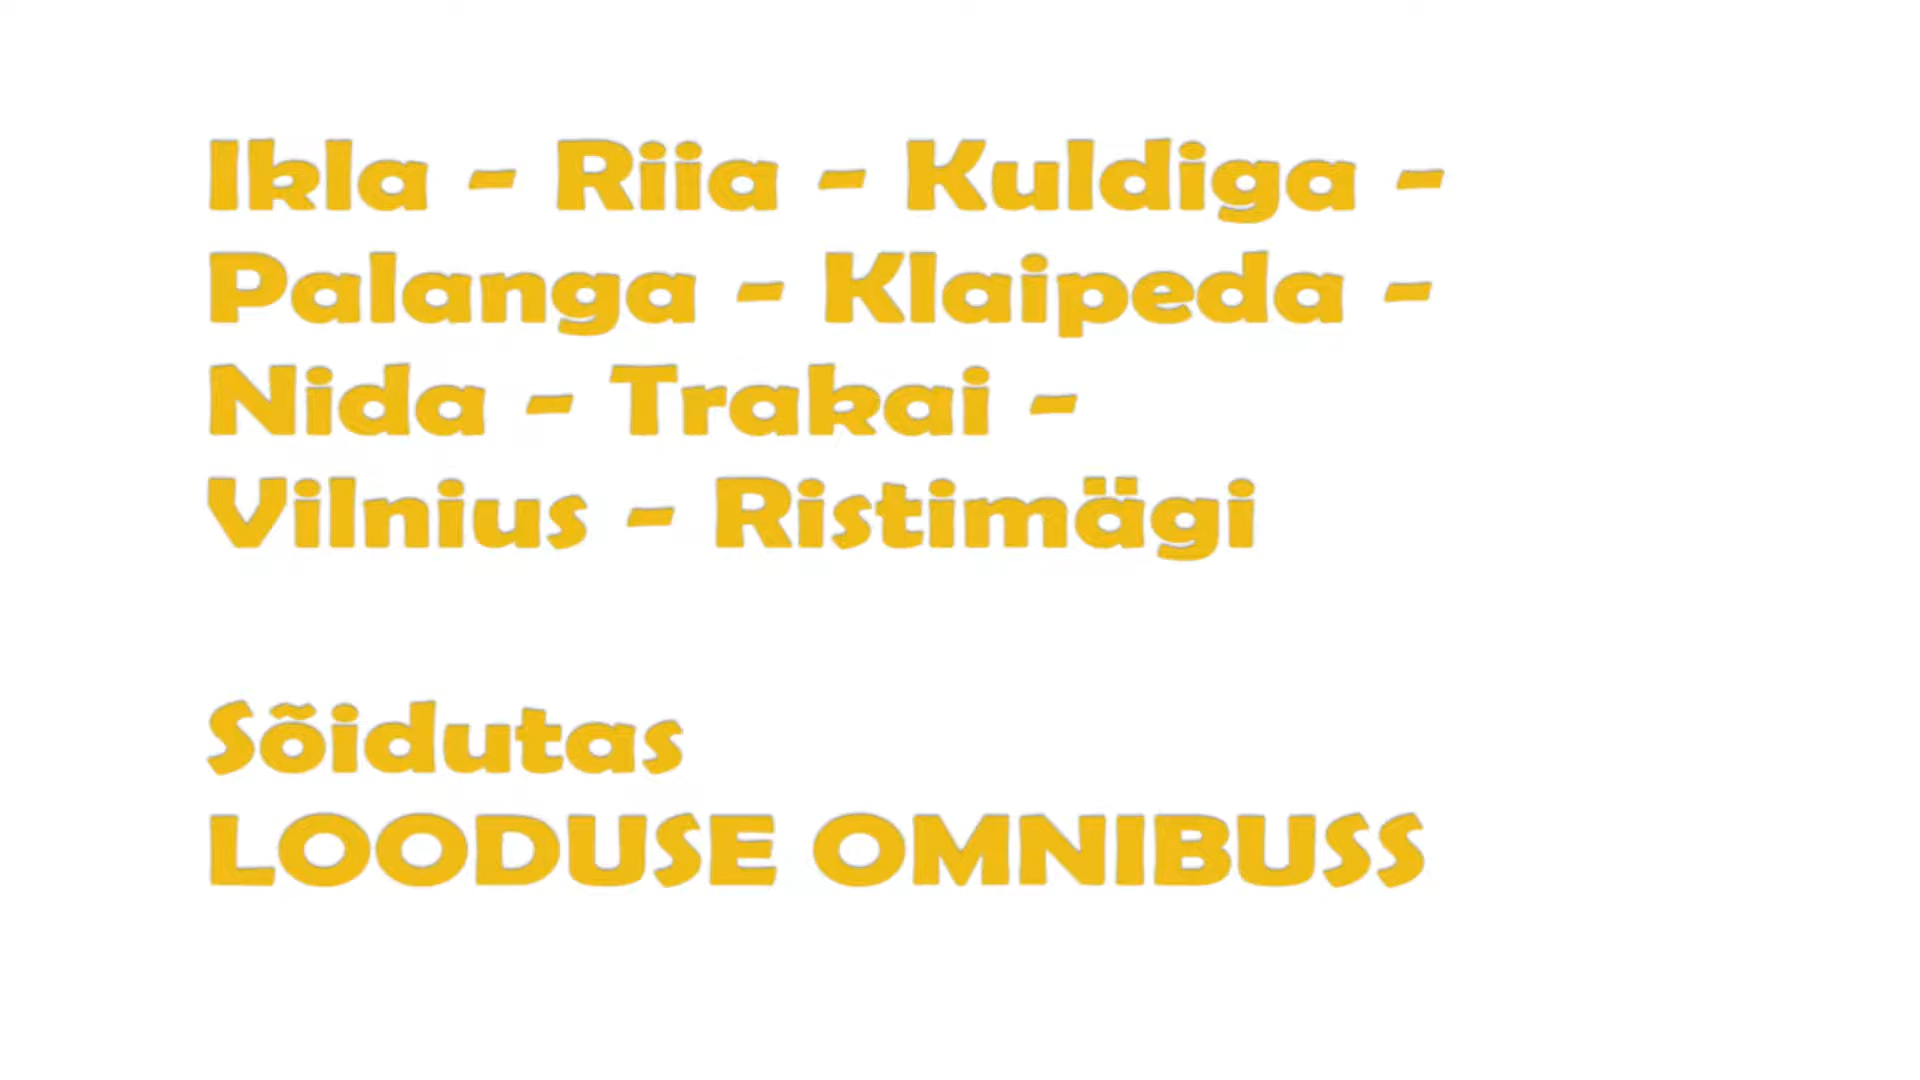 Ikla - Riia - Kuldiga -
Palanga - Klaipeda -
Nida - Trakai -
Vilnius - Ristimägi
Sõidutas
LOODUSE OMNIBUSS